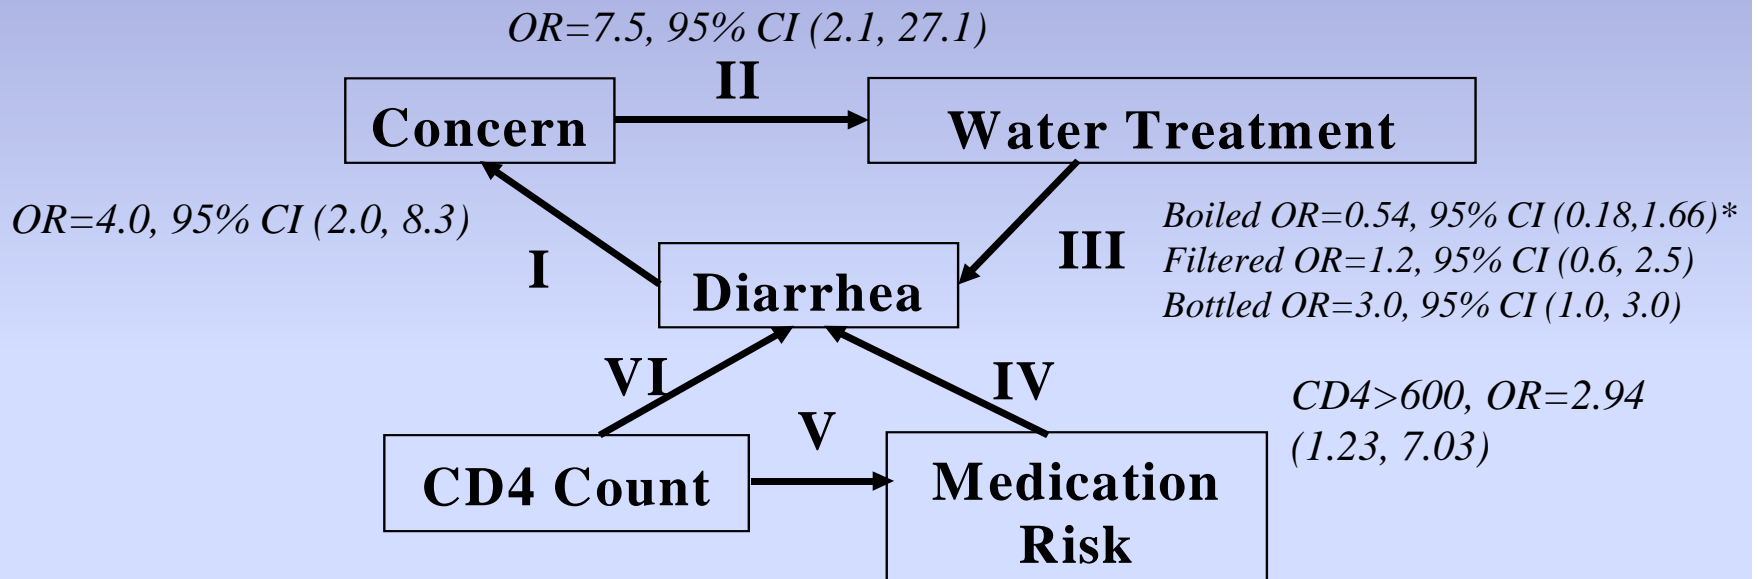 OR=7.5, 95% CI (2.1, 27.1)
II
Concern
Water Treatment
OR=4.0, 95% CI (2.0, 8.3)
I
III
Boiled OR=0.54, 95% CI (0.18,1.66)*
Filtered OR=1.2, 95% CI (0.6, 2.5)
Bottled OR=3.0, 95% CI (1.0, 3.0)
Diarrhea
VI
IV
V
CD4>600, OR=2.94
(1.23, 7.03)
CD4 Count
Medication
Risk